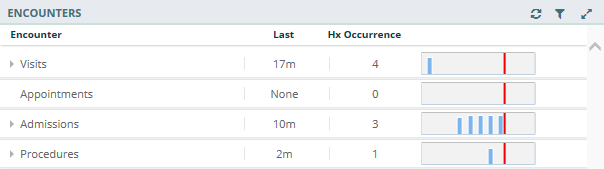 ENCOUNTERS
Encounter Last Hx Occurrence
Visits 17m 4
Appointments None 0
Admissions 10m 3
Procedures 2m 1